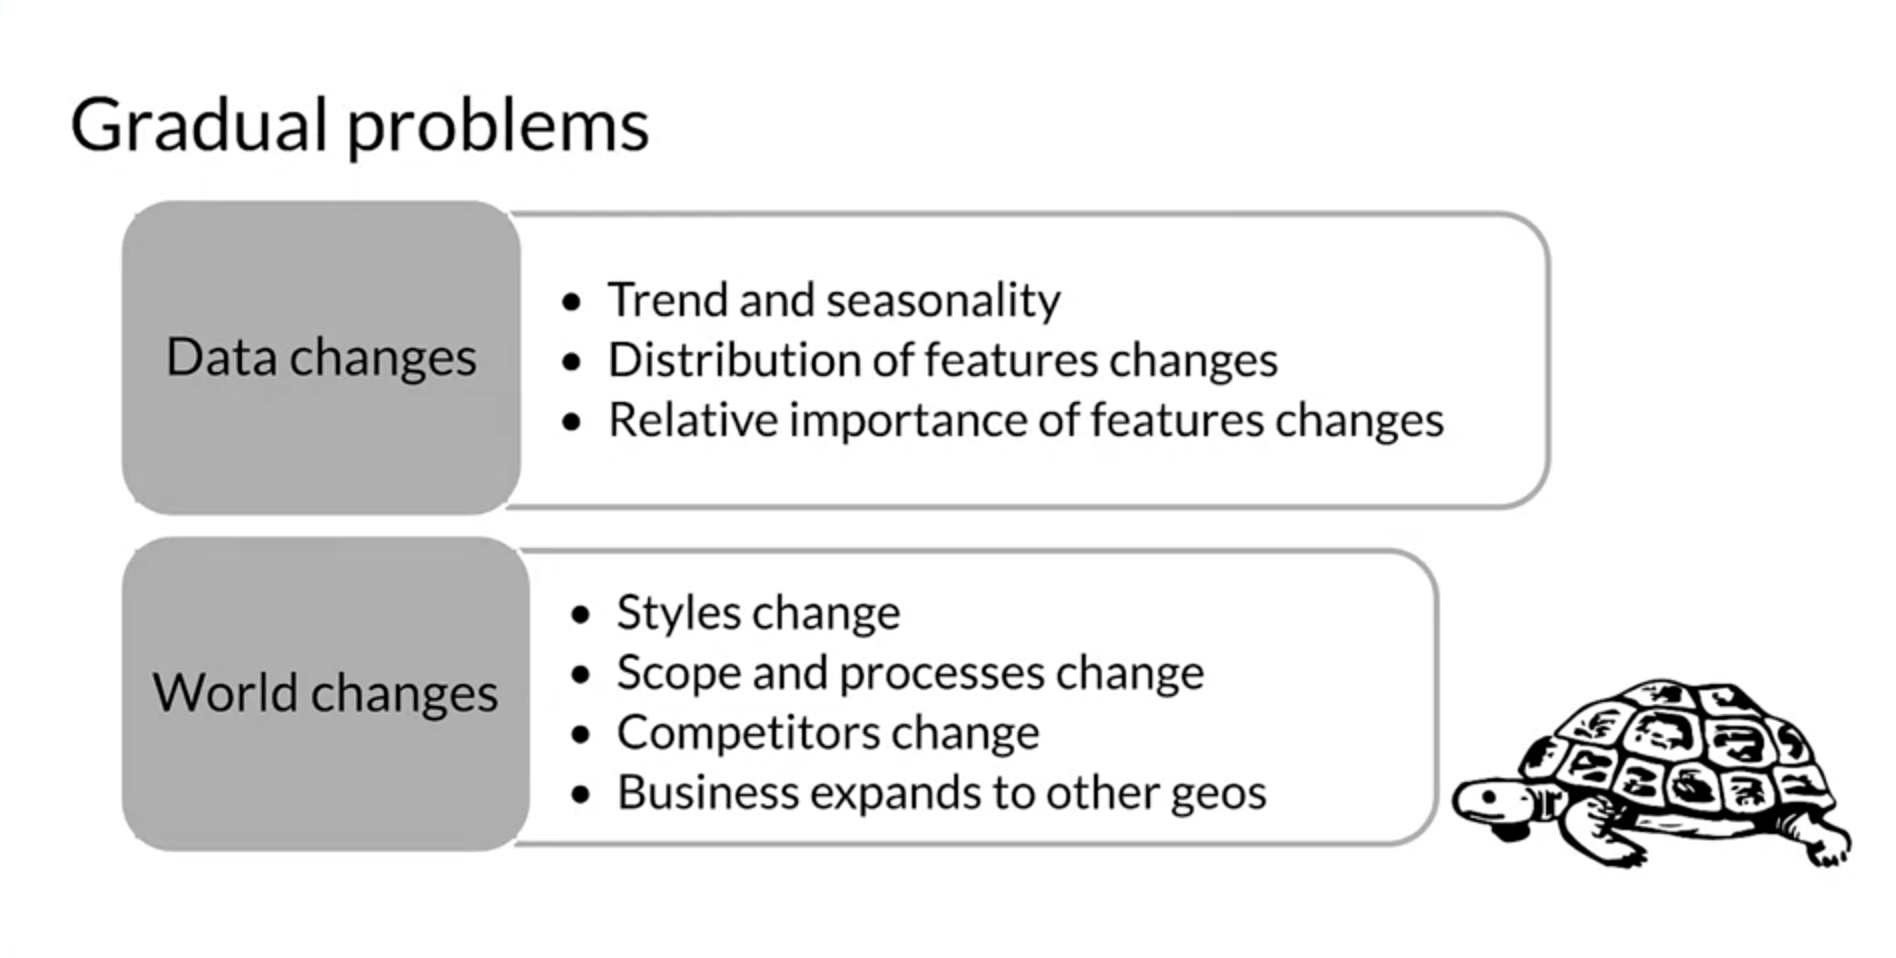 Gradual problems
Data changes
• Trend and seasonality
• Distribution of features changes
• Relative importance of features changes
World changes
• Styles change
• Scope and processes change
• Competitors change
• Business expands to other geos